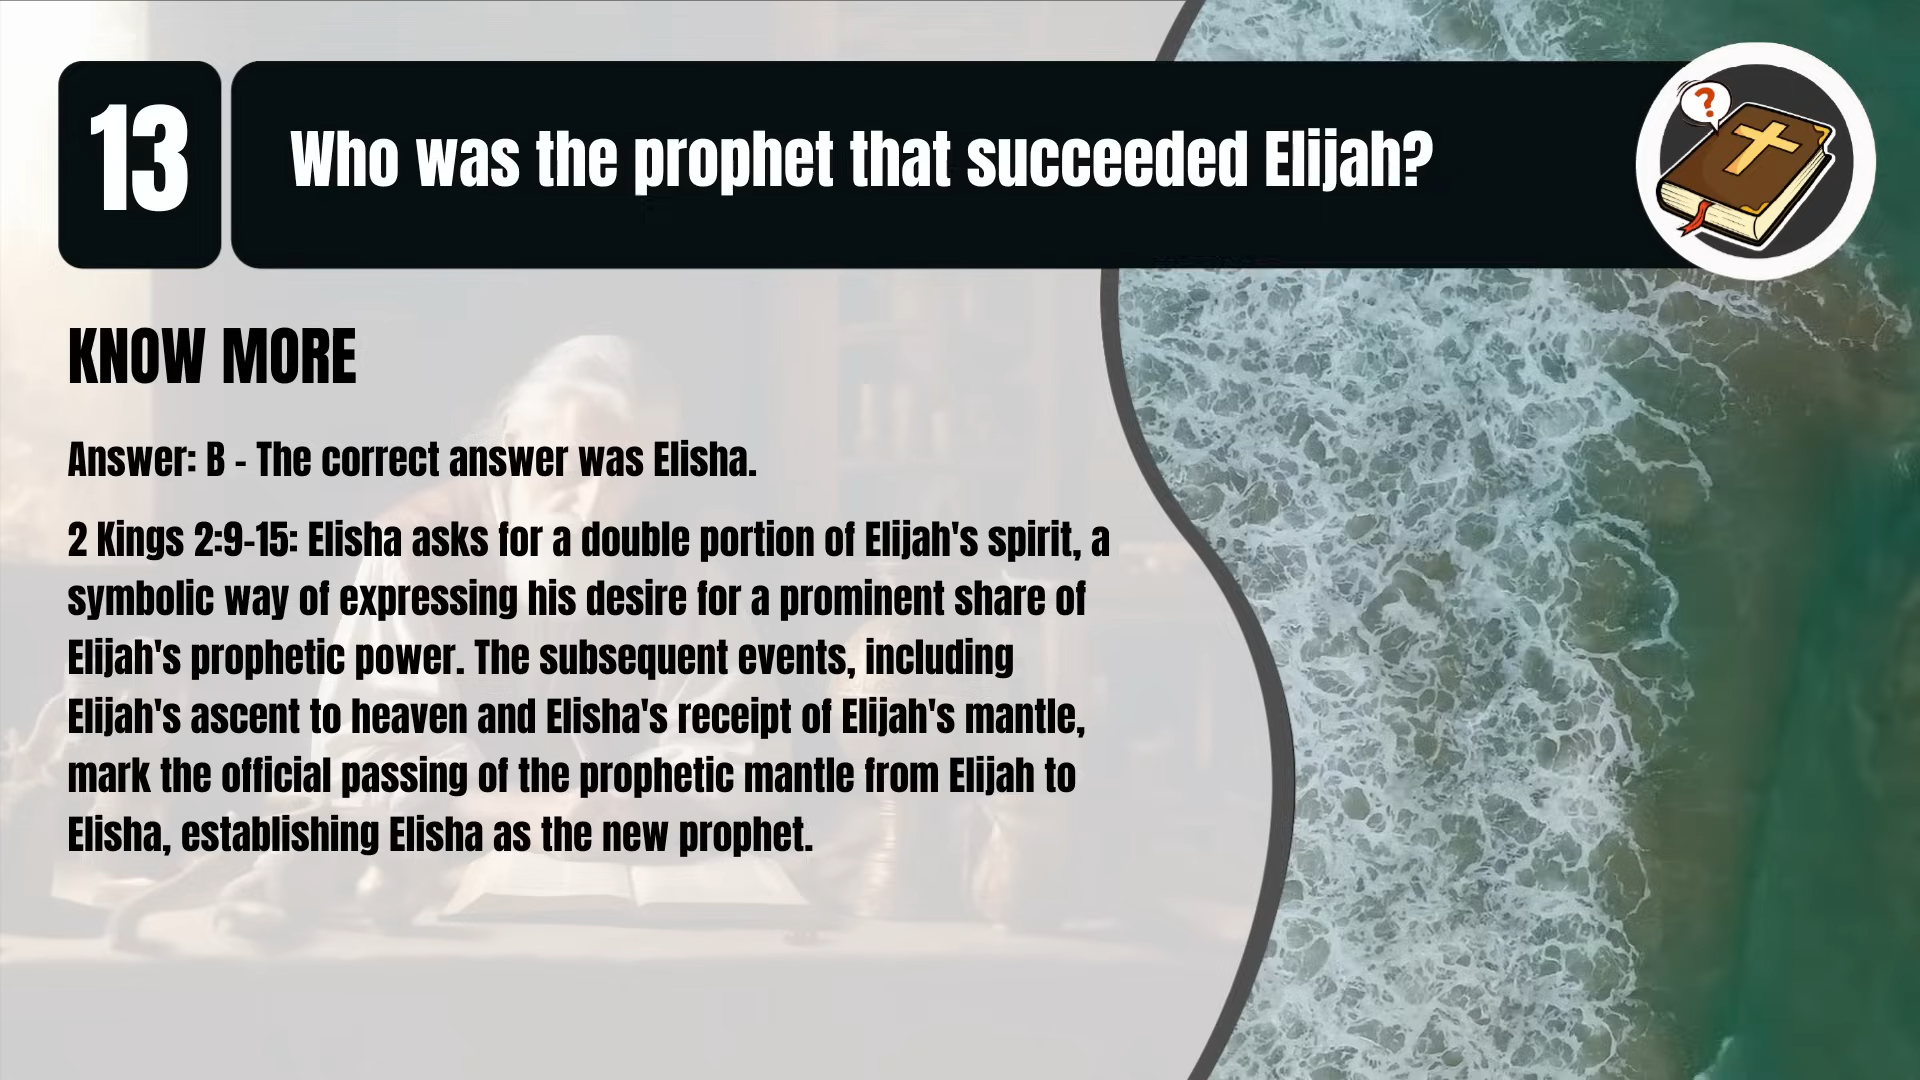 13
Who was the prophet that succeeded Elijah?
?
KNOW MORE
Answer: B - The correct answer was Elisha.
2 Kings 2:9-15: Elisha asks for a double portion of Elijah's spirit, a
symbolic way of expressing his desire for a prominent share of
Elijah's prophetic power. The subsequent events, including
Elijah's ascent to heaven and Elisha's receipt of Elijah's mantle,
mark the official passing of the prophetic mantle from Elijah to
Elisha, establishing Elisha as the new prophet.